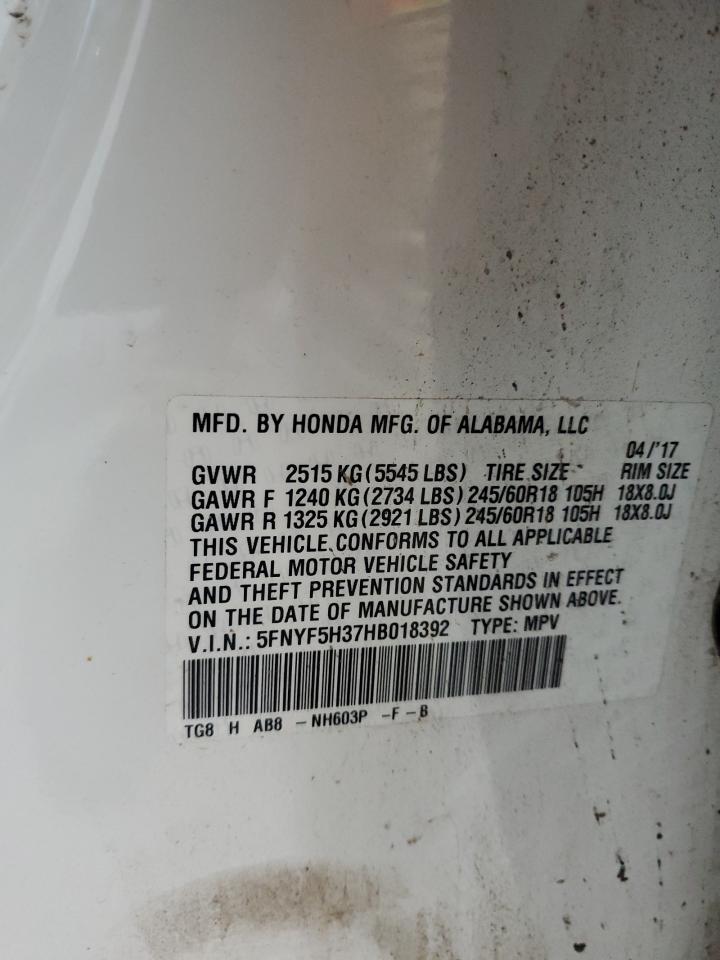 MFD. BY HONDA MFG. OF ALABAMA, LLC
04/'17
GVWR 2515 KG (5545 LBS) TIRE SIZE RIM SIZE
GAWR F 1240 KG (2734 LBS) 245/60R18 105H 18X8.0J
GAWR R 1325 KG (2921 LBS) 245/60R18 105H 18X8.0J
THIS VEHICLE CONFORMS TO ALL APPLICABLE
FEDERAL MOTOR VEHICLE SAFETY
AND THEFT PREVENTION STANDARDS IN EFFECT
ON THE DATE OF MANUFACTURE SHOWN ABOVE.
V.I.N.: 5FNYF5H37HB018392 TYPE: MPV
TG8 H AB8 - NH603P - F - B